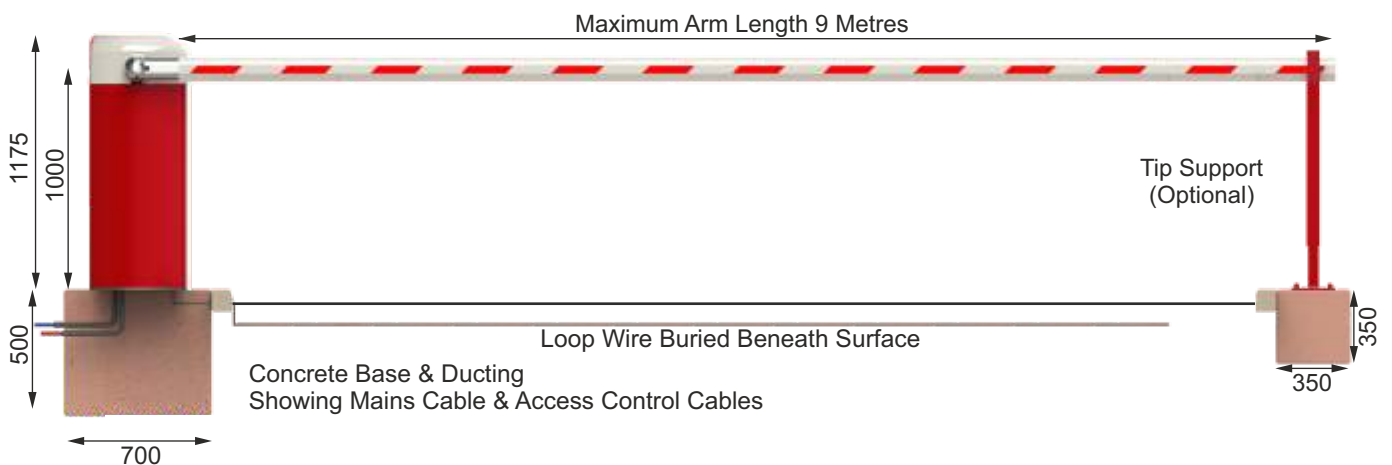 Maximum Arm Length 9 Metres
1175
1000
Tip Support
(Optional)
500
Loop Wire Buried Beneath Surface
350
350
Concrete Base & Ducting
Showing Mains Cable & Access Control Cables
700